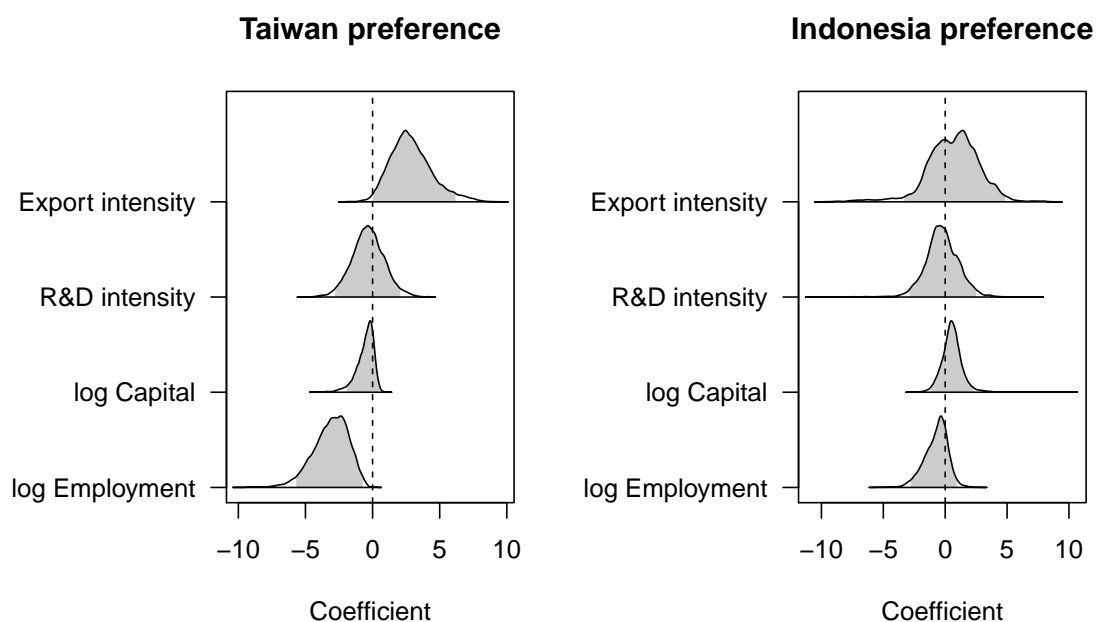 Taiwan preference
Export intensity
R&D intensity
log Capital
log Employment
−10 −5 0 5 10
Coefficient
Indonesia preference
Export intensity
R&D intensity
log Capital
log Employment
−10 −5 0 5 10
Coefficient